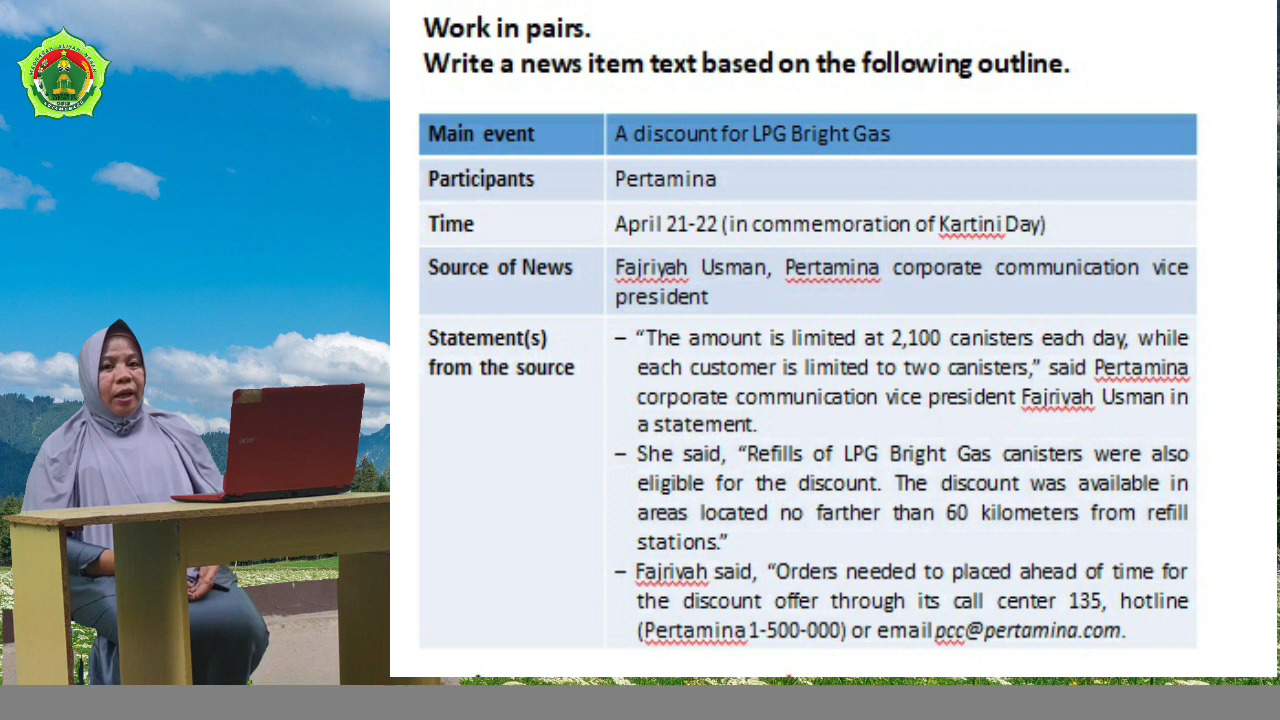 Work in pairs.
Write a news item text based on the following outline.
Main event
A discount for LPG Bright Gas
Participants
Pertamina
Time
April 21-22 (in commemoration of Kartini Day)
Source of News
Fajriyah Usman, Pertamina corporate communication vice
president
Statement(s)
from the source
– “The amount is limited at 2,100 canisters each day, while
each customer is limited to two canisters,” said Pertamina
corporate communication vice president Fajriyah Usman in
a statement.
– She said, “Refills of LPG Bright Gas canisters were also
eligible for the discount. The discount was available in
areas located no farther than 60 kilometers from refill
stations.”
– Fajriyah said, “Orders needed to placed ahead of time for
the discount offer through its call center 135, hotline
(Pertamina 1-500-000) or email pcc@pertamina.com.
acer